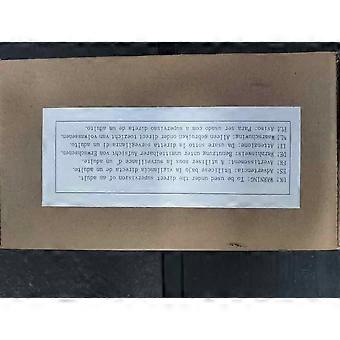 UK! WARNING: To be used under the direct supervision of an
adult.
ES! Advertencia: Utilicese bajo la vigilancia directa de un adulto.
FR! Avertissement: A utiliser sous la surveillance d'un adulte.
DE! Benutzung unter unmittelbarer Aufsicht Von Erwachsenen.
IT! Attenzione: Da usare sotto la diretta sorveglianza d un adulto.
NL! Waarschuwing: Alleen gebruiken onder direct toezicht van volwassenen.
PT! Aviso: Para ser usado com a supervisao direta de um adulto.